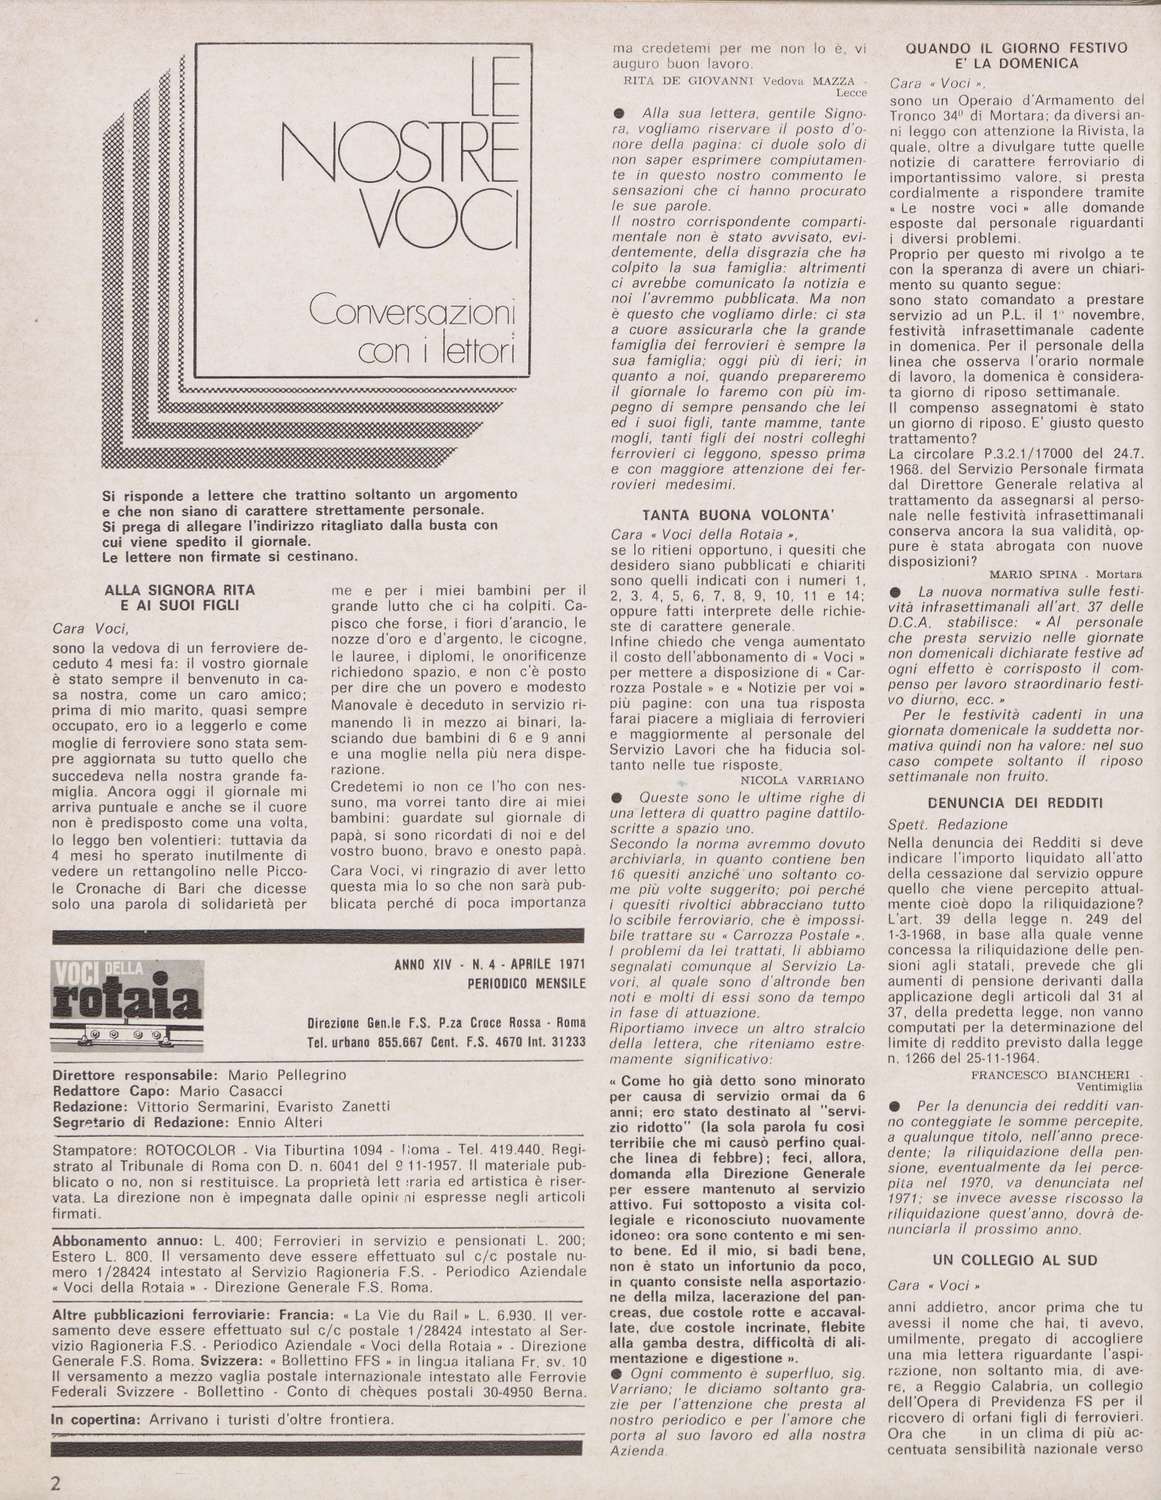 LE
NOSTRE
VOCI
Conversazioni
con i lettori
Si risponde a lettere che trattino soltanto un argomento
e che non siano di carattere strettamente personale.
Si prega di allegare l'indirizzo ritagliato dalla busta con
cui viene spedito il giornale.
Le lettere non firmate si cestinano.
ALLA SIGNORA RITA
E AI SUOI FIGLI
Cara Voci,
sono la vedova di un ferroviere de-
ceduto 4 mesi fa: il vostro giornale
è stato sempre il benvenuto in ca-
sa nostra, come un caro amico;
prima di mio marito, quasi sempre
occupato, ero io a leggerlo e come
moglie di ferroviere sono stata sem-
pre aggiornata su tutto quello che
succedeva nella nostra grande fa-
miglia. Ancora oggi il giornale mi
arriva puntuale e anche se il cuore
non è predisposto come una volta,
lo leggo ben volentieri: tuttavia da
4 mesi ho sperato inutilmente di
vedere un rettangolino nelle Picco-
le Cronache di Bari che dicesse
solo una parola di solidarietà per
me e per i miei bambini per il
grande lutto che ci ha colpiti. Ca-
pisco che forse, i fiori d'arancio, le
nozze d'oro e d'argento, le cicogne,
le lauree, i diplomi, le onorificenze
richiedono spazio, e non c'è posto
per dire che un povero e modesto
Manovale è deceduto in servizio ri-
manendo lì in mezzo ai binari, la-
sciando due bambini di 6 e 9 anni
e una moglie nella più nera dispe-
razione.
Credetemi io non ce l'ho con nes-
suno, ma vorrei tanto dire ai miei
bambini: guardate sul giornale di
papà, si sono ricordati di noi e del
vostro buono, bravo e onesto papà.
Cara Voci, vi ringrazio di aver letto
questa mia lo so che non sarà pub-
blicata perché di poca importanza
ma credetemi per me non lo è, vi
auguro buon lavoro.
RITA DE GIOVANNI Vedova MAZZA -
Lecce
● Alla sua lettera, gentile Signo-
ra, vogliamo riservare il posto d'o-
nore della pagina: ci duole solo di
non saper esprimere compiutamen-
te in questo nostro commento le
sensazioni che ci hanno procurato
le sue parole.
Il nostro corrispondente comparti-
mentale non è stato avvisato, evi-
dentemente, della disgrazia che ha
colpito la sua famiglia: altrimenti
ci avrebbe comunicato la notizia e
noi l'avremmo pubblicata. Ma non
è questo che vogliamo dirle: ci sta
a cuore assicurarla che la grande
famiglia dei ferrovieri è sempre la
sua famiglia; oggi più di ieri; in
quanto a noi, quando prepareremo
il giornale lo faremo con più im-
pegno di sempre pensando che lei
ed i suoi figli, tante mamme, tante
mogli, tanti figli dei nostri colleghi
ferrovieri ci leggono, spesso prima
e con maggiore attenzione dei fer-
rovieri medesimi.
TANTA BUONA VOLONTA'
Cara « Voci della Rotaia »,
se lo ritieni opportuno, i quesiti che
desidero siano pubblicati e chiariti
sono quelli indicati con i numeri 1,
2, 3, 4, 5, 6, 7, 8, 9, 10, 11 e 14;
oppure fatti interprete delle richie-
ste di carattere generale.
Infine chiedo che venga aumentato
il costo dell'abbonamento di « Voci »
per mettere a disposizione di « Car-
rozza Postale » e « Notizie per voi »
più pagine: con una tua risposta
farai piacere a migliaia di ferrovieri
e maggiormente al personale del
Servizio Lavori che ha fiducia sol-
tanto nelle tue risposte.
NICOLA VARRIANO
● Queste sono le ultime righe di
una lettera di quattro pagine dattilo-
scritte a spazio uno.
Secondo la norma avremmo dovuto
archiviarla, in quanto contiene ben
16 quesiti anziché uno soltanto co-
me più volte suggerito; poi perché
i quesiti rivoltici abbracciano tutto
lo scibile ferroviario, che è impossi-
bile trattare su « Carrozza Postale ».
I problemi da lei trattati, li abbiamo
segnalati comunque al Servizio La-
vori, al quale sono d'altronde ben
noti e molti di essi sono da tempo
in fase di attuazione.
Riportiamo invece un altro stralcio
della lettera, che riteniamo estre-
mamente significativo:
« Come ho già detto sono minorato
per causa di servizio ormai da 6
anni; ero stato destinato al "servi-
zio ridotto" (la sola parola fu così
terribile che mi causò perfino qual-
che linea di febbre); feci, allora,
domanda alla Direzione Generale
per essere mantenuto al servizio
attivo. Fui sottoposto a visita col-
legiale e riconosciuto nuovamente
idoneo: ora sono contento e mi sen-
to bene. Ed il mio, si badi bene,
non è stato un infortunio da poco,
in quanto consiste nella asportazio-
ne della milza, lacerazione del pan-
creas, due costole rotte e accaval-
late, due costole incrinate, flebite
alla gamba destra, difficoltà di ali-
mentazione e digestione ».
● Ogni commento è superfluo, sig.
Varriano; le diciamo soltanto gra-
zie per l'attenzione che presta al
nostro periodico e per l'amore che
porta al suo lavoro ed alla nostra
Azienda.
QUANDO IL GIORNO FESTIVO
E' LA DOMENICA
Cara « Voci »,
sono un Operaio d'Armamento del
Tronco 34º di Mortara; da diversi an-
ni leggo con attenzione la Rivista, la
quale, oltre a divulgare tutte quelle
notizie di carattere ferroviario di
importantissimo valore, si presta
cordialmente a rispondere tramite
« Le nostre voci » alle domande
esposte dal personale riguardanti
i diversi problemi.
Proprio per questo mi rivolgo a te
con la speranza di avere un chiari-
mento su quanto segue:
sono stato comandato a prestare
servizio ad un P.L. il 1º novembre,
festività infrasettimanale cadente
in domenica. Per il personale della
linea che osserva l'orario normale
di lavoro, la domenica è considera-
ta giorno di riposo settimanale.
Il compenso assegnatomi è stato
un giorno di riposo. E' giusto questo
trattamento?
La circolare P.3.2.1/17000 del 24.7.
1968. del Servizio Personale firmata
dal Direttore Generale relativa al
trattamento da assegnarsi al perso-
nale nelle festività infrasettimanali
conserva ancora la sua validità, op-
pure è stata abrogata con nuove
disposizioni?
MARIO SPINA - Mortara
● La nuova normativa sulle festi-
vità infrasettimanali all'art. 37 delle
D.C.A. stabilisce: « Al personale
che presta servizio nelle giornate
non domenicali dichiarate festive ad
ogni effetto è corrisposto il com-
penso per lavoro straordinario festi-
vo diurno, ecc. »
Per le festività cadenti in una
giornata domenicale la suddetta nor-
mativa quindi non ha valore: nel suo
caso compete soltanto il riposo
settimanale non fruito.
DENUNCIA DEI REDDITI
Spett. Redazione
Nella denuncia dei Redditi si deve
indicare l'importo liquidato all'atto
della cessazione dal servizio oppure
quello che viene percepito attual-
mente cioè dopo la riliquidazione?
L'art. 39 della legge n. 249 del
1-3-1968, in base alla quale venne
concessa la riliquidazione delle pen-
sioni agli statali, prevede che gli
aumenti di pensione derivanti dalla
applicazione degli articoli dal 31 al
37, della predetta legge, non vanno
computati per la determinazione del
limite di reddito previsto dalla legge
n. 1266 del 25-11-1964.
FRANCESCO BIANCHERI -
Ventimiglia
● Per la denuncia dei redditi van-
no conteggiate le somme percepite,
a qualunque titolo, nell'anno prece-
dente; la riliquidazione della pen-
sione, eventualmente da lei perce-
pita nel 1970, va denunciata nel
1971; se invece avesse riscosso la
riliquidazione quest'anno, dovrà de-
nunciarla il prossimo anno.
UN COLLEGIO AL SUD
Cara « Voci »
anni addietro, ancor prima che tu
avessi il nome che hai, ti avevo,
umilmente, pregato di accogliere
una mia lettera riguardante l'aspi-
razione, non soltanto mia, di ave-
re, a Reggio Calabria, un collegio
dell'Opera di Previdenza FS per il
ricovero di orfani figli di ferrovieri.
Ora che in un clima di più ac-
centuata sensibilità nazionale verso
VOCI DELLA
rotaia
ANNO XIV - N. 4 - APRILE 1971
PERIODICO MENSILE
Direzione Gen.le F.S. P.za Croce Rossa - Roma
Tel. urbano 855.667 Cent. F.S. 4670 Int. 31233
Direttore responsabile: Mario Pellegrino
Redattore Capo: Mario Casacci
Redazione: Vittorio Sermarini, Evaristo Zanetti
Segretario di Redazione: Ennio Alteri
Stampatore: ROTOCOLOR - Via Tiburtina 1094 - Roma - Tel. 419.440. Regi-
strato al Tribunale di Roma con D. n. 6041 del 9 11-1957. Il materiale pub-
blicato o no, non si restituisce. La proprietà letteraria ed artistica è riser-
vata. La direzione non è impegnata dalle opinioni espresse negli articoli
firmati.
Abbonamento annuo: L. 400; Ferrovieri in servizio e pensionati L. 200;
Estero L. 800. Il versamento deve essere effettuato sul c/c postale nu-
mero 1/28424 intestato al Servizio Ragioneria F.S. - Periodico Aziendale
« Voci della Rotaia » - Direzione Generale F.S. Roma.
Altre pubblicazioni ferroviarie: Francia: « La Vie du Rail » L. 6.930. Il ver-
samento deve essere effettuato sul c/c postale 1/28424 intestato al Ser-
vizio Ragioneria F.S. - Periodico Aziendale « Voci della Rotaia » - Direzione
Generale F.S. Roma. Svizzera: « Bollettino FFS » in lingua italiana Fr. sv. 10
Il versamento a mezzo vaglia postale internazionale intestato alle Ferrovie
Federali Svizzere - Bollettino - Conto di chèques postali 30-4950 Berna.
In copertina: Arrivano i turisti d'oltre frontiera.
2